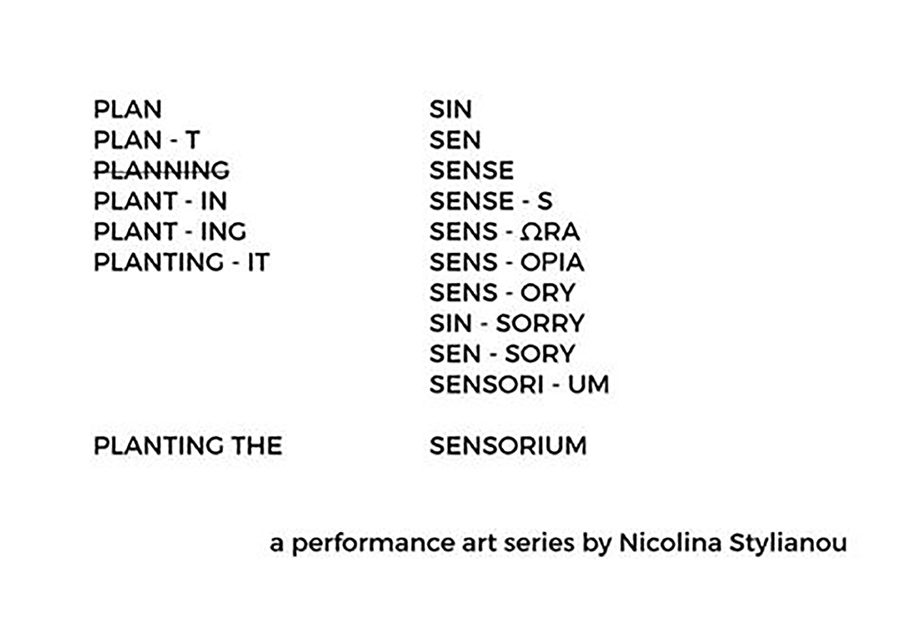 PLAN
PLAN - T
PLANNING
PLANT - IN
PLANT - ING
PLANTING - IT
SIN
SEN
SENSE
SENSE - S
SENS - ΩRA
SENS - OPIA
SENS - ORY
SIN - SORRY
SEN - SORY
SENSORI - UM
PLANTING THE SENSORIUM
a performance art series by Nicolina Stylianou